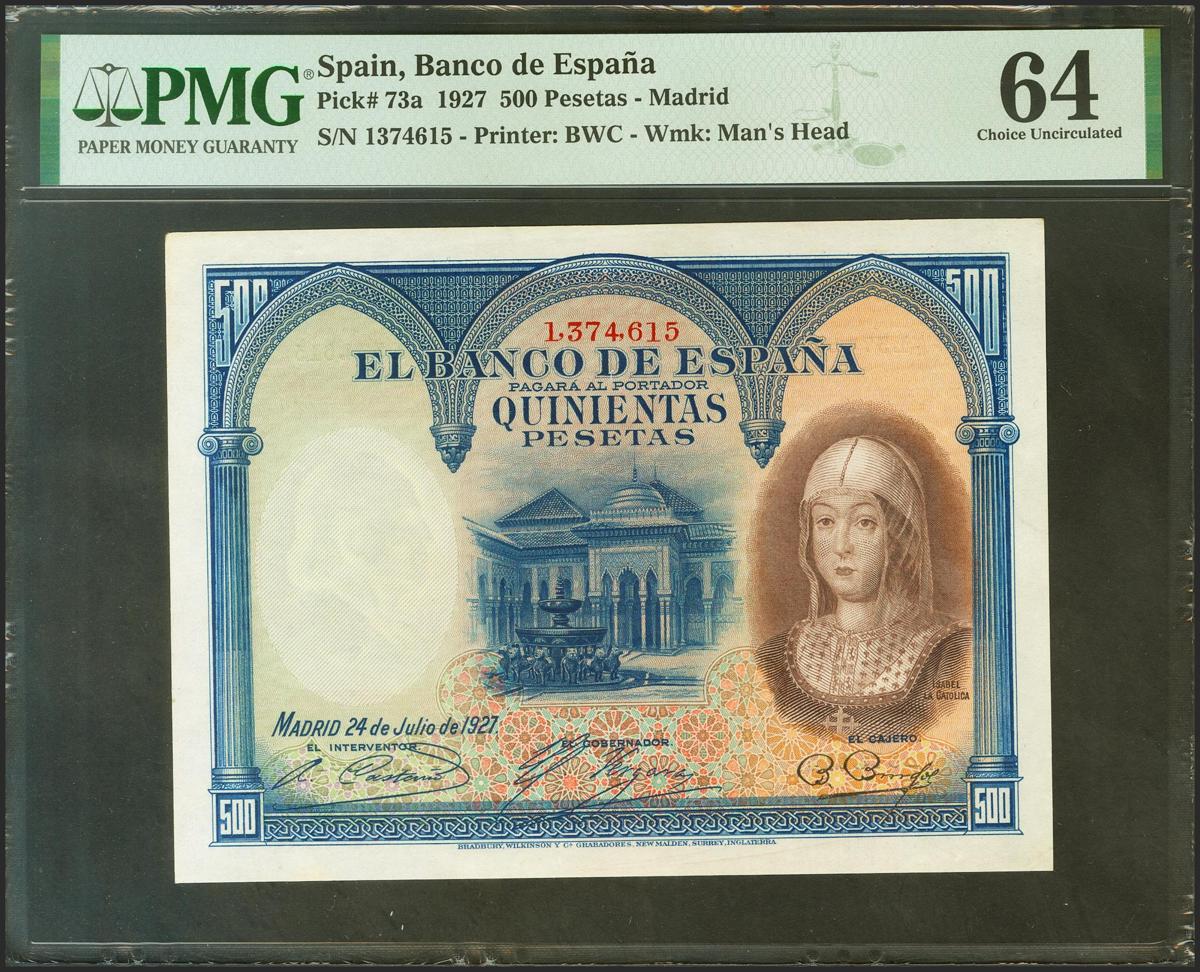 PMG®
PAPER MONEY GUARANTY
Spain, Banco de España
Pick# 73a 1927 500 Pesetas - Madrid
S/N 1374615 - Printer: BWC - Wmk: Man's Head
64
Choice Uncirculated
500
500
1,374,615
EL BANCO DE ESPAÑA
PAGARÁ AL PORTADOR
QUINIENTAS
PESETAS
ISABEL
LA CATOLICA
MADRID 24 de Julio de 1927.
EL INTERVENTOR.
EL GOBERNADOR.
EL CAJERO.
500
500
BRADBURY, WILKINSON Y Cª GRABADORES, NEW MALDEN, SURREY, INGLATERRA